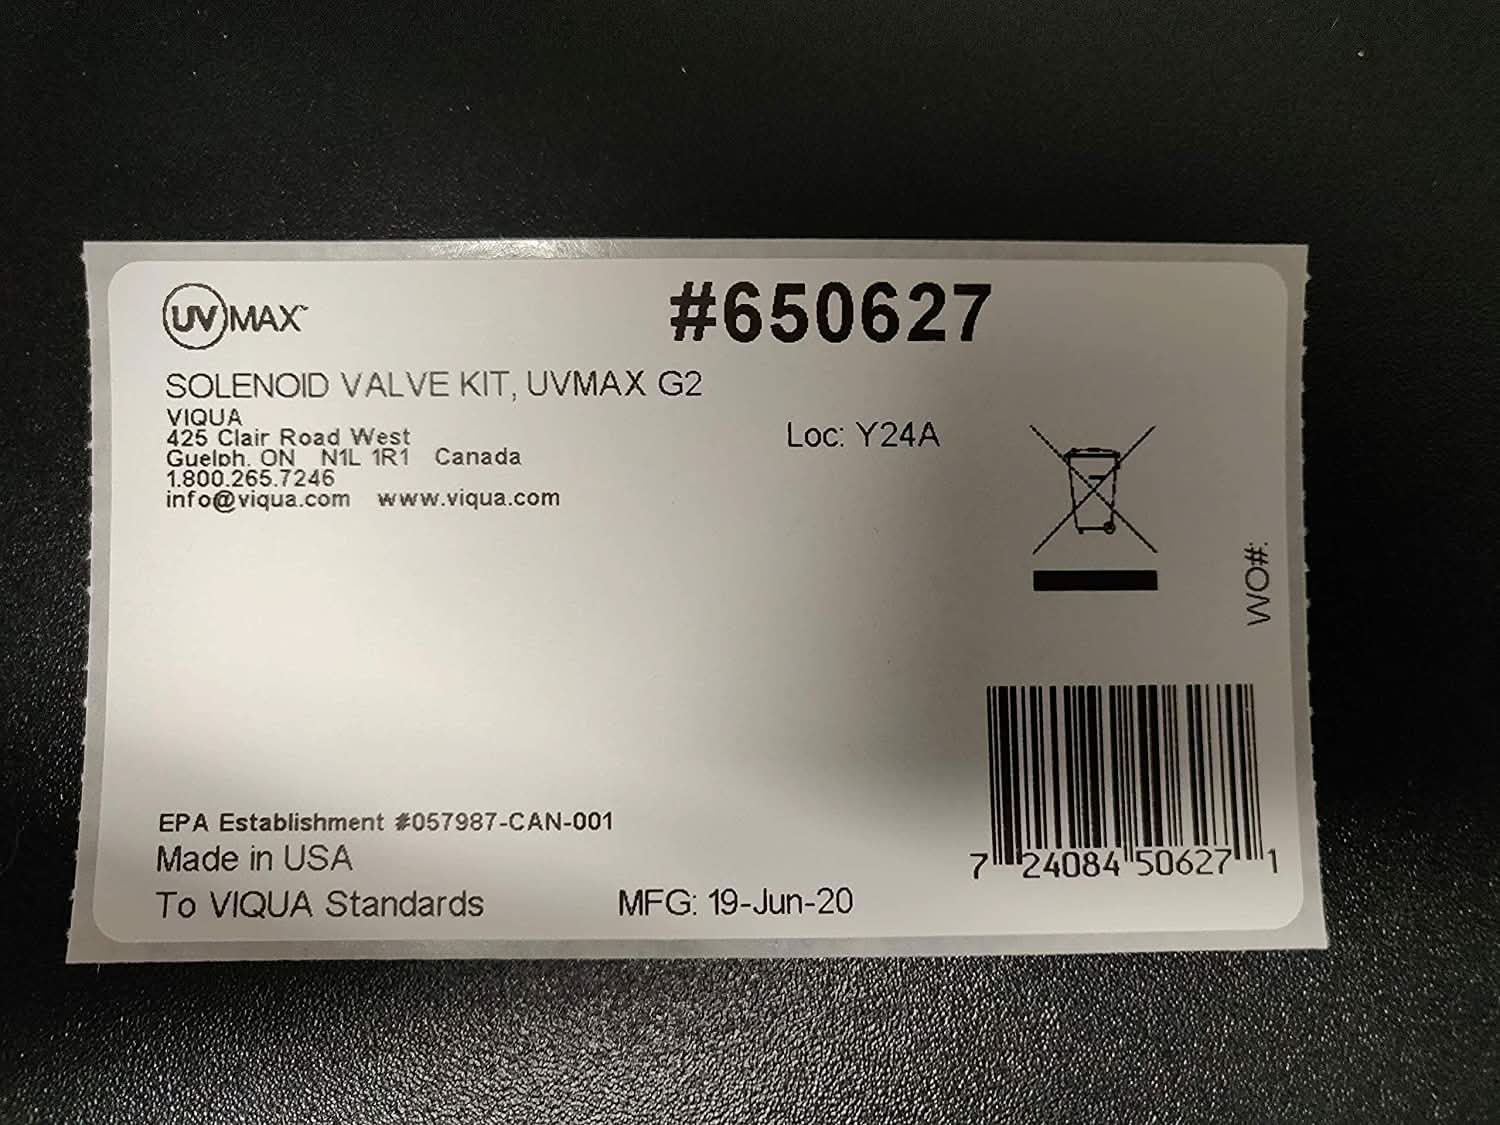 UV MAX™
#650627
SOLENOID VALVE KIT, UVMAX G2
VIQUA
425 Clair Road West
Guelph, ON N1L 1R1 Canada
1.800.265.7246
info@viqua.com www.viqua.com
Loc: Y24A
WO#:
EPA Establishment #057987-CAN-001
Made in USA
To VIQUA Standards
MFG: 19-Jun-20
7 24084 50627 1